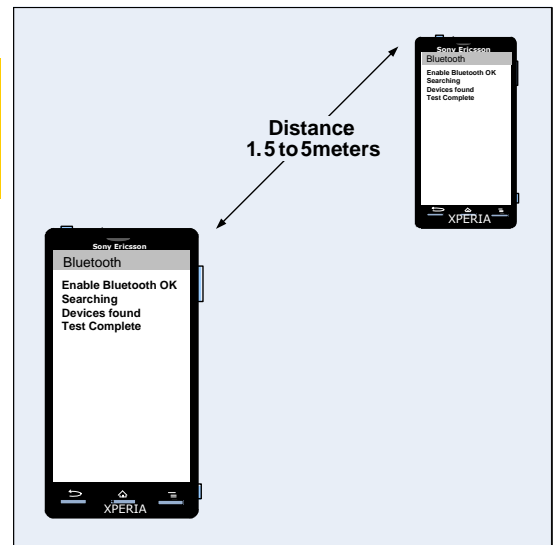 Sony Ericsson
Bluetooth
Enable Bluetooth OK
Searching
Devices found
Test Complete
XPERIA
Distance
1.5 to 5meters
Sony Ericsson
Bluetooth
Enable Bluetooth OK
Searching
Devices found
Test Complete
XPERIA